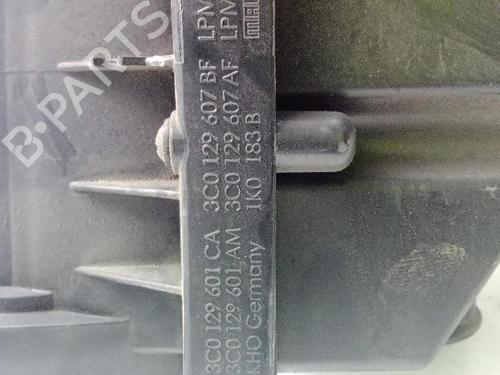 3C0 129 601 CA 3C0 129 607 BF LPM
3C0 129 601 AM 3C0 129 607 AF LPM
KHO Germany 1K0 183 B
B-PARTS